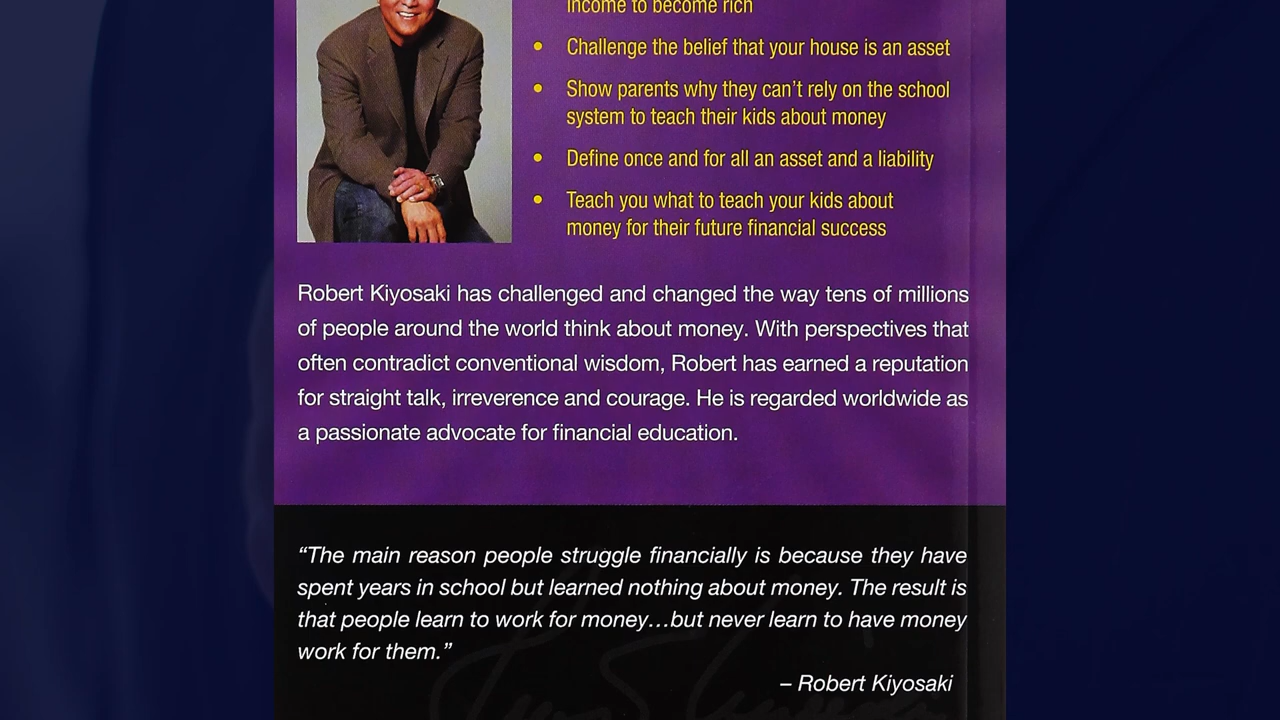 income to become rich
• Challenge the belief that your house is an asset
• Show parents why they can't rely on the school
system to teach their kids about money
• Define once and for all an asset and a liability
• Teach you what to teach your kids about
money for their future financial success
Robert Kiyosaki has challenged and changed the way tens of millions
of people around the world think about money. With perspectives that
often contradict conventional wisdom, Robert has earned a reputation
for straight talk, irreverence and courage. He is regarded worldwide as
a passionate advocate for financial education.
“The main reason people struggle financially is because they have
spent years in school but learned nothing about money. The result is
that people learn to work for money…but never learn to have money
work for them.”
– Robert Kiyosaki